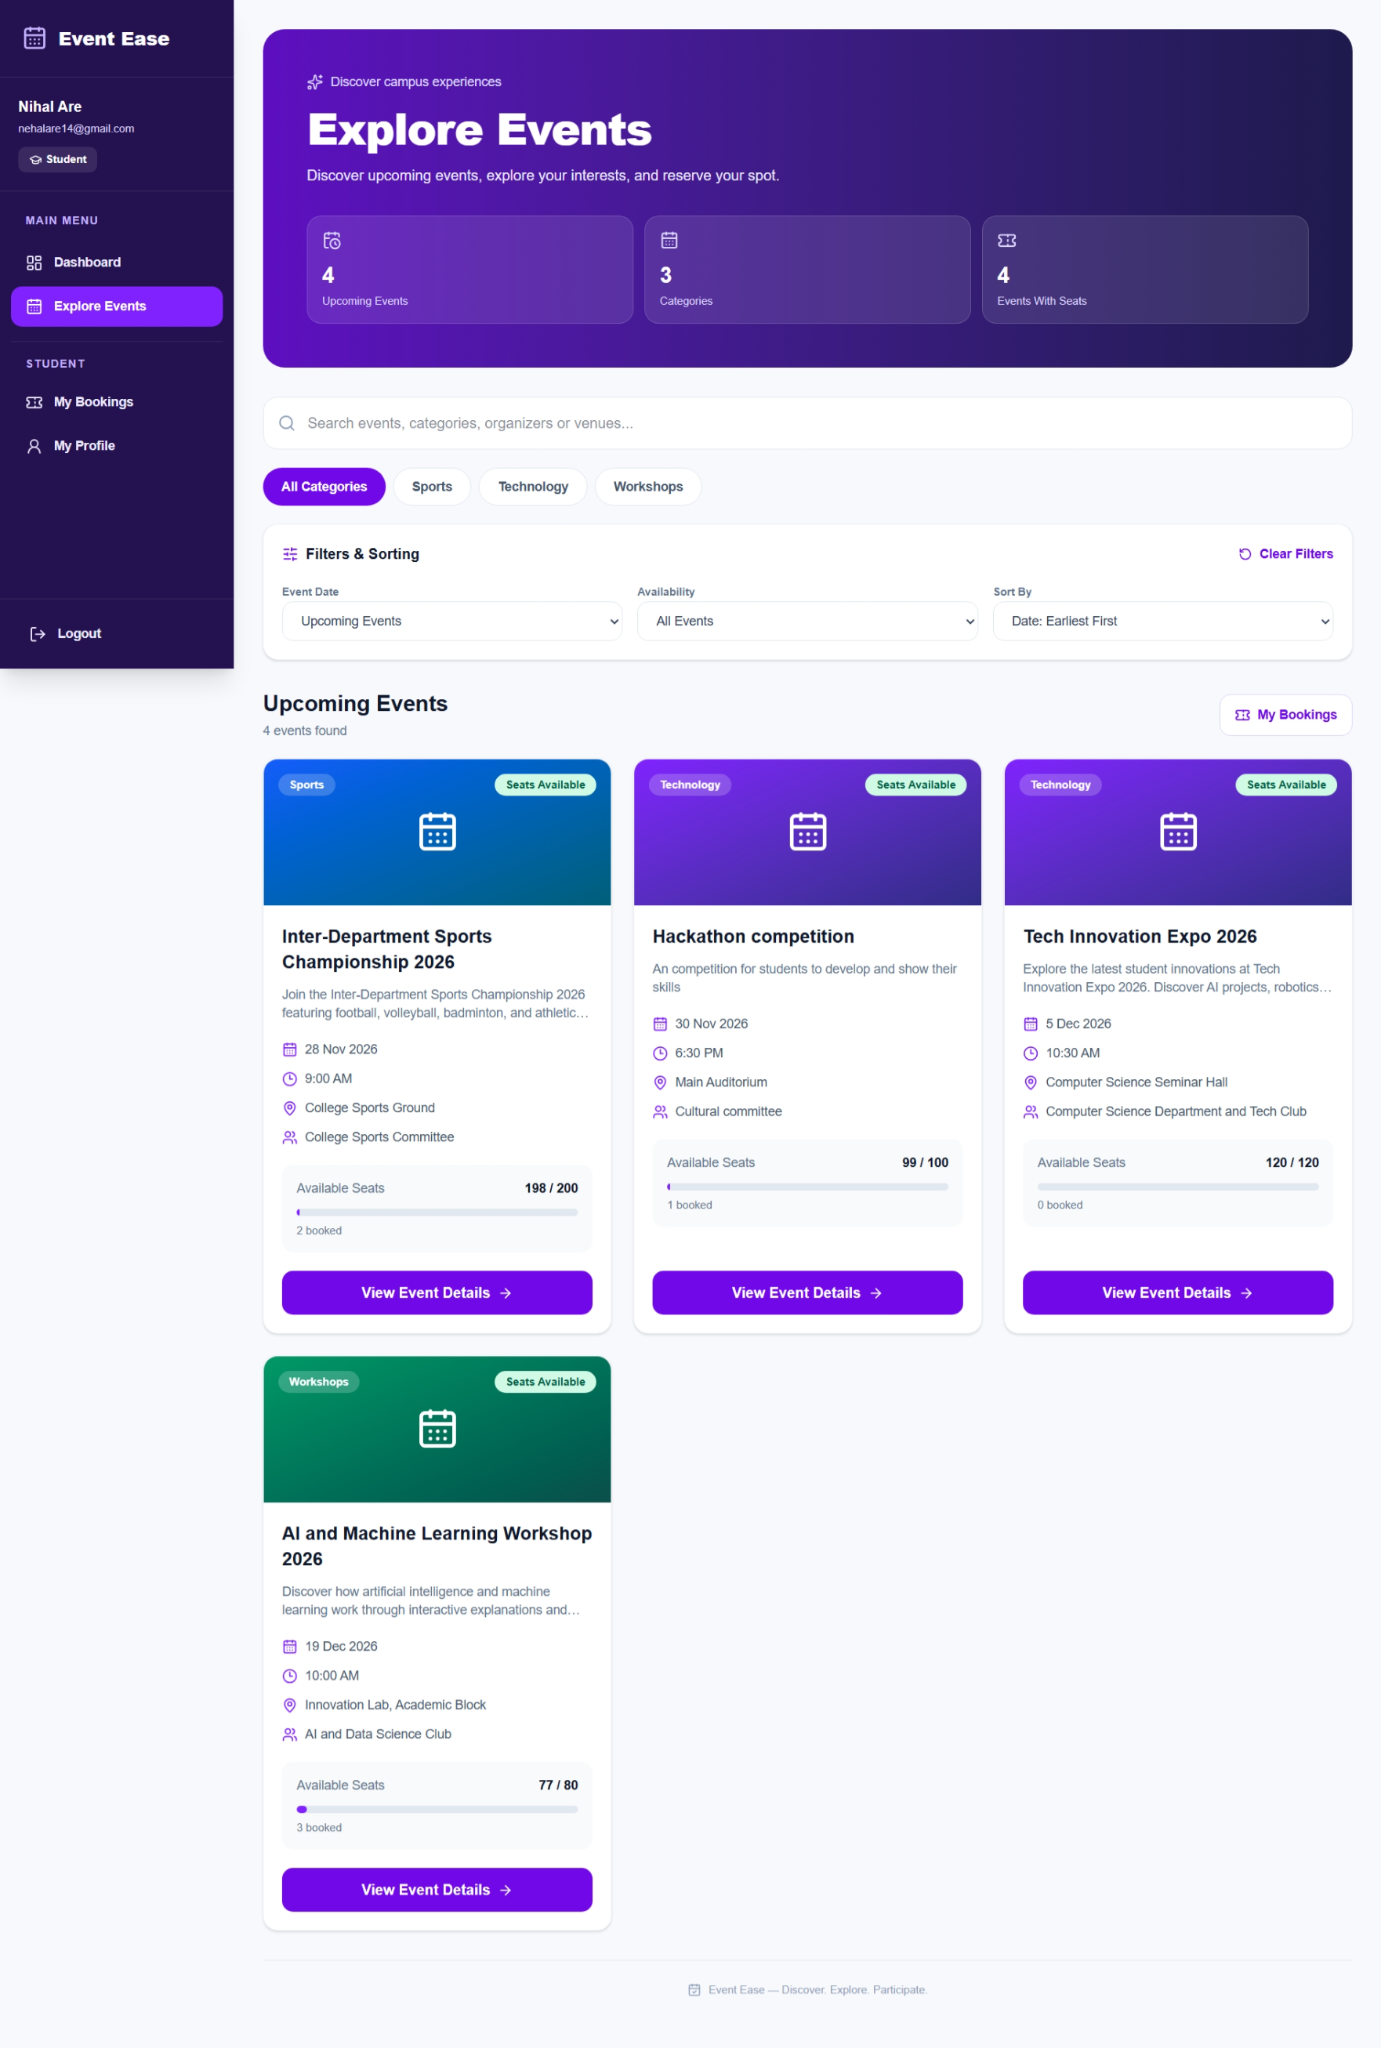 Event Ease
Nihal Are
nehalare14@gmail.com
Student
MAIN MENU
Dashboard
Explore Events
STUDENT
My Bookings
My Profile
Logout
Discover campus experiences
Explore Events
Discover upcoming events, explore your interests, and reserve your spot.
4
Upcoming Events
3
Categories
4
Events With Seats
Search events, categories, organizers or venues...
All Categories
Sports
Technology
Workshops
Filters & Sorting
Clear Filters
Event Date
Upcoming Events
Availability
All Events
Sort By
Date: Earliest First
Upcoming Events
4 events found
My Bookings
Sports
Seats Available
Inter-Department Sports
Championship 2026
Join the Inter-Department Sports Championship 2026
featuring football, volleyball, badminton, and athletic…
28 Nov 2026
9:00 AM
College Sports Ground
College Sports Committee
Available Seats 198 / 200
2 booked
View Event Details
Technology
Seats Available
Hackathon competition
An competition for students to develop and show their
skills
30 Nov 2026
6:30 PM
Main Auditorium
Cultural committee
Available Seats 99 / 100
1 booked
View Event Details
Technology
Seats Available
Tech Innovation Expo 2026
Explore the latest student innovations at Tech
Innovation Expo 2026. Discover AI projects, robotics…
5 Dec 2026
10:30 AM
Computer Science Seminar Hall
Computer Science Department and Tech Club
Available Seats 120 / 120
0 booked
View Event Details
Workshops
Seats Available
AI and Machine Learning Workshop
2026
Discover how artificial intelligence and machine
learning work through interactive explanations and…
19 Dec 2026
10:00 AM
Innovation Lab, Academic Block
AI and Data Science Club
Available Seats 77 / 80
3 booked
View Event Details
Event Ease — Discover. Explore. Participate.